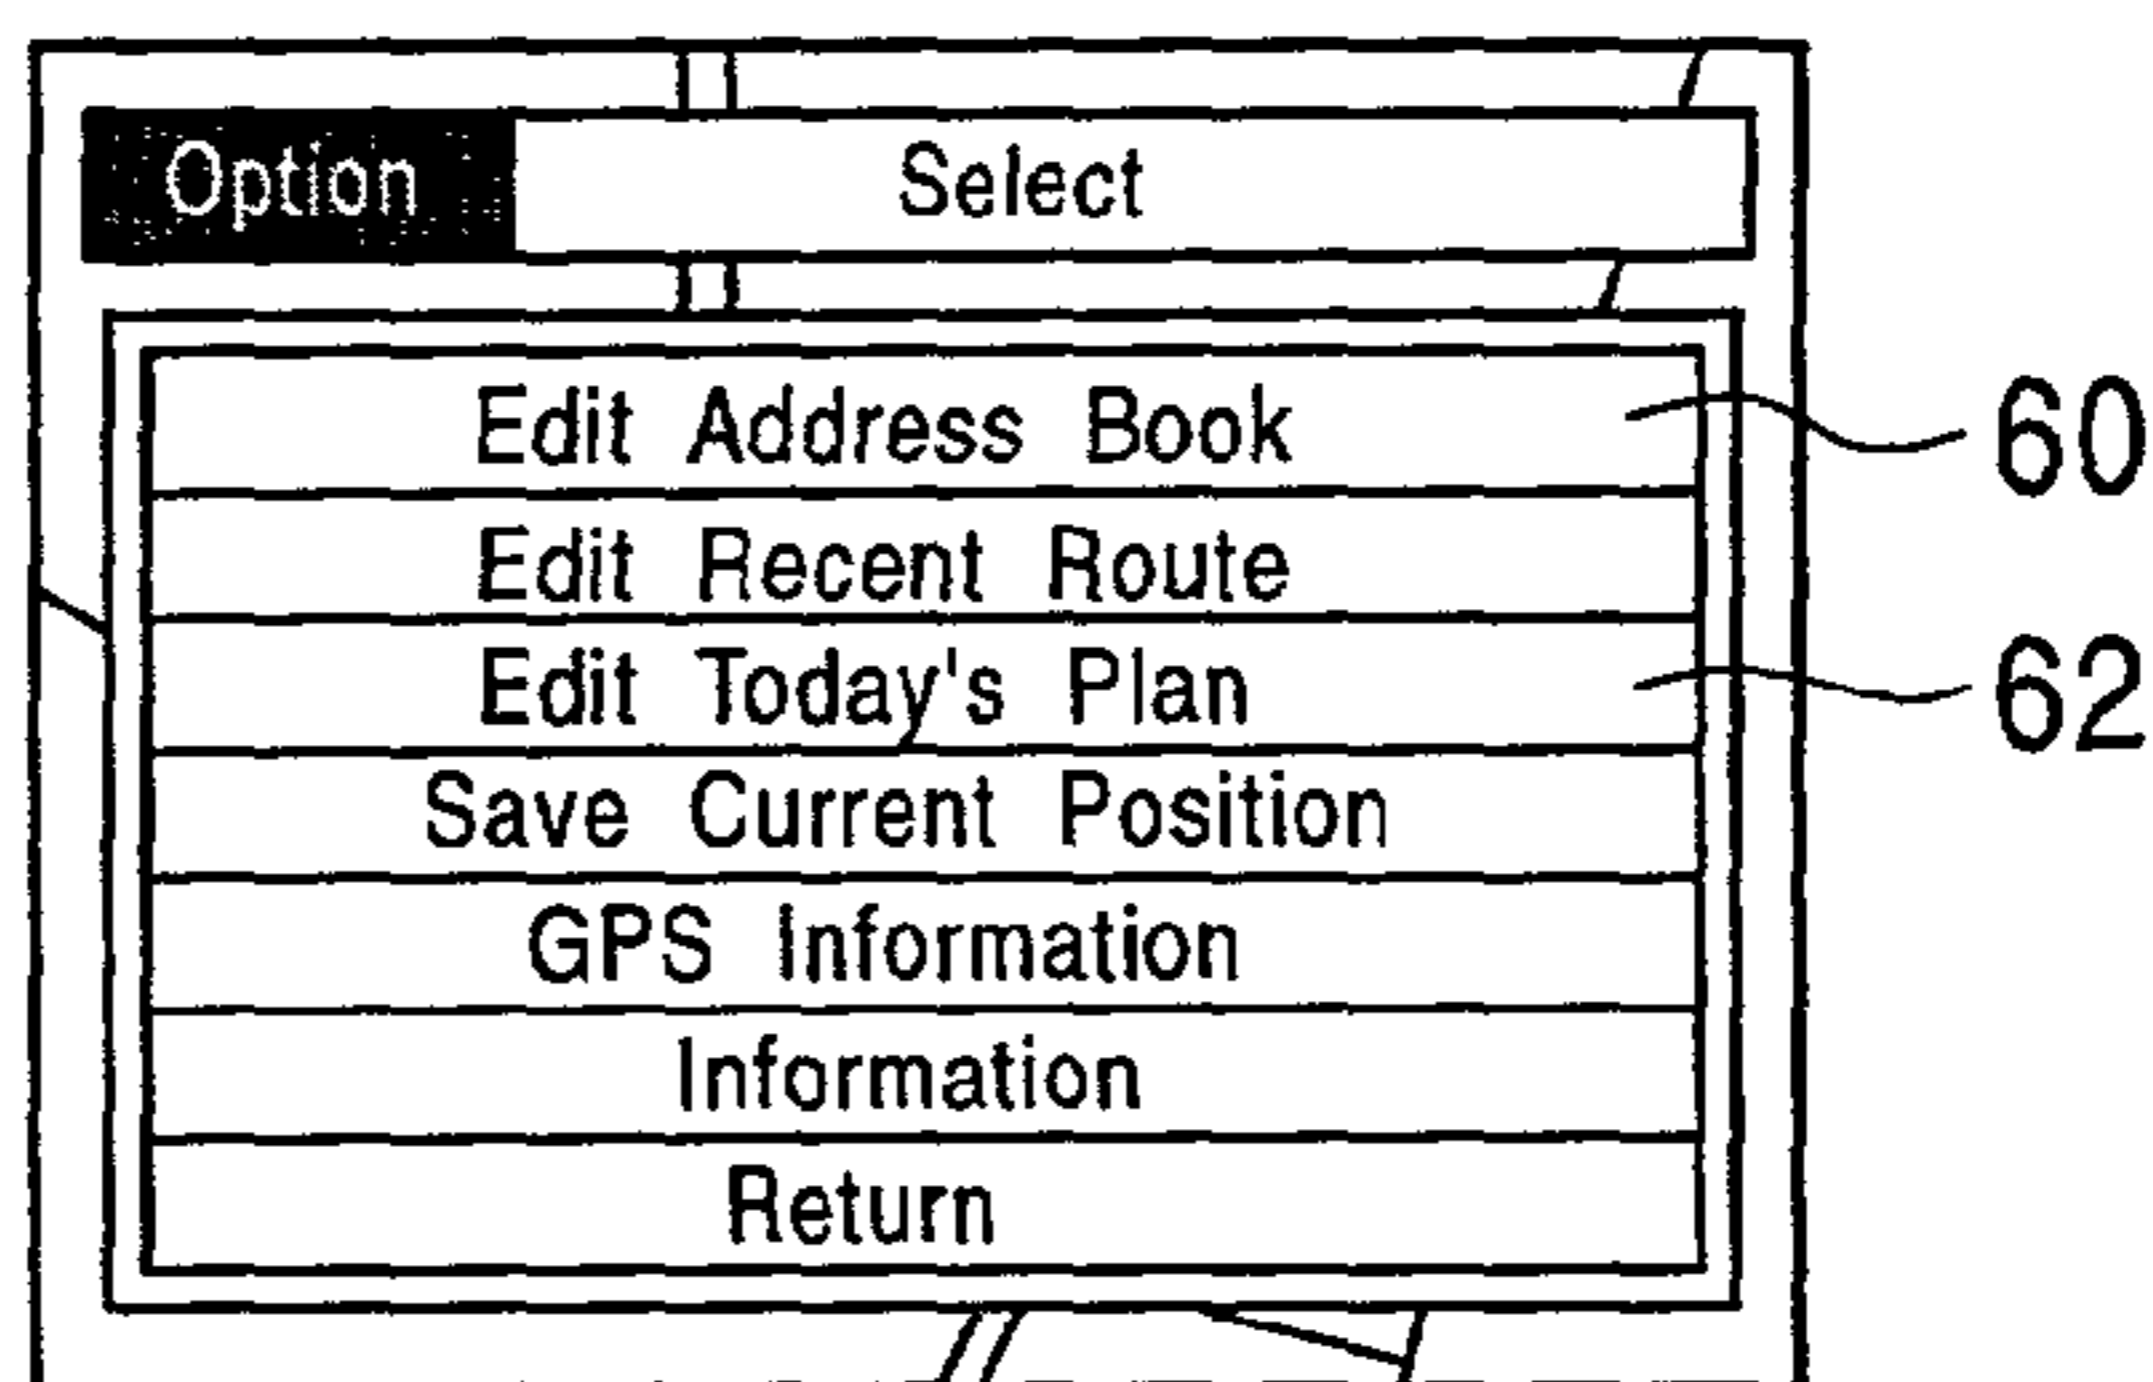 Option Select
Edit Address Book 60
Edit Recent Route
Edit Today's Plan 62
Save Current Position
GPS Information
Information
Return